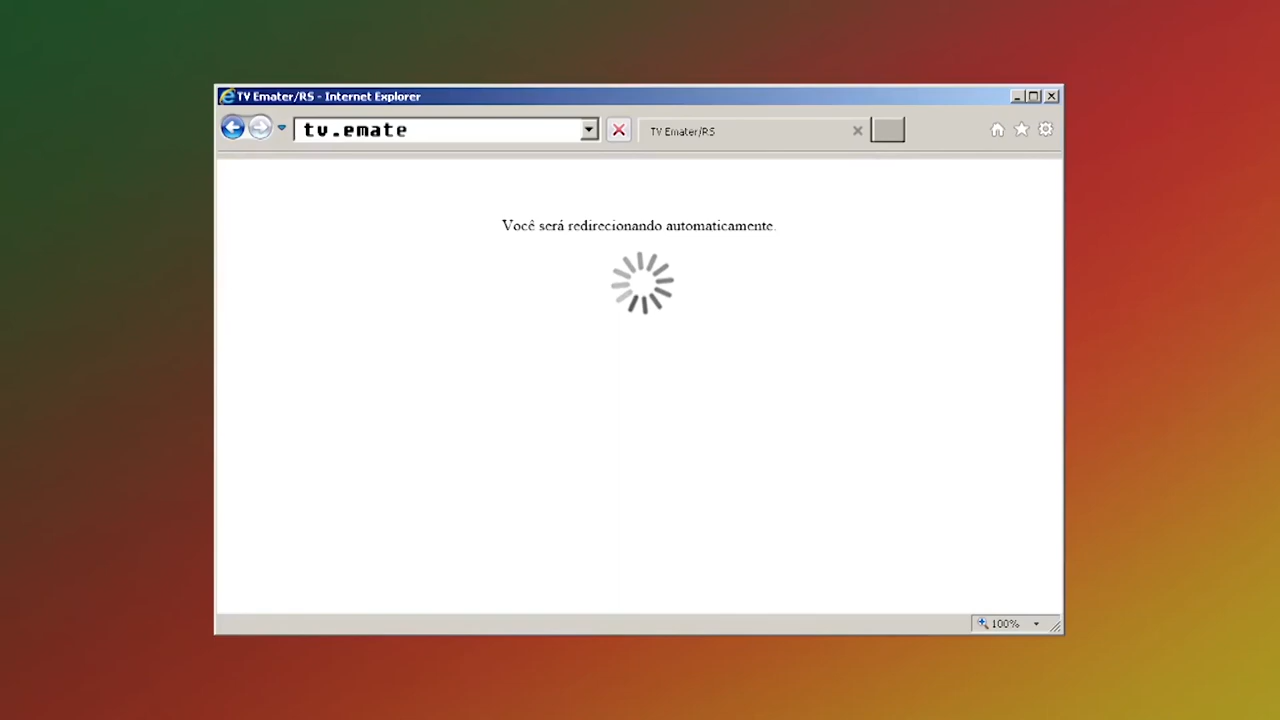 TV Emater/RS - Internet Explorer
tv.emate
TV Emater/RS
Você será redirecionando automaticamente.
100%